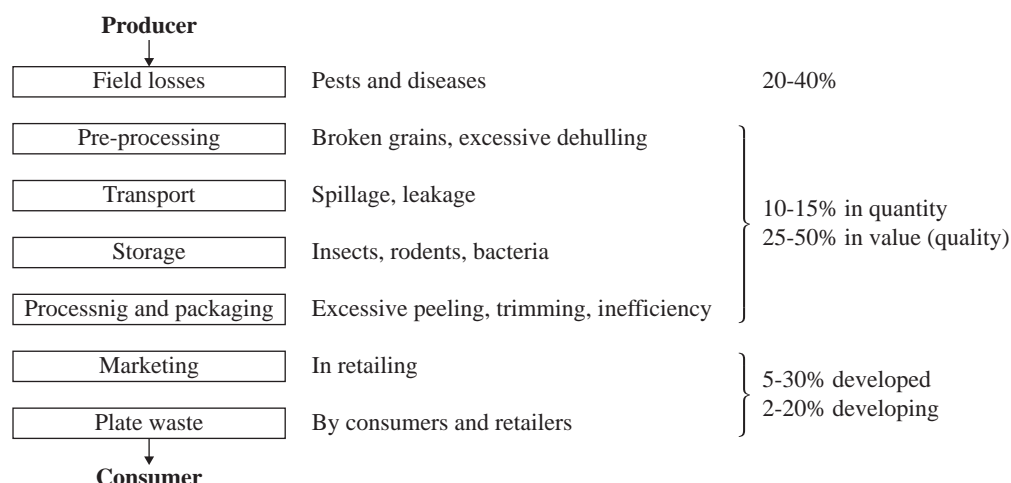 Producer
Field losses Pests and diseases 20-40%
Pre-processing Broken grains, excessive dehulling
Transport Spillage, leakage
10-15% in quantity
25-50% in value (quality)
Storage Insects, rodents, bacteria
Processnig and packaging Excessive peeling, trimming, inefficiency
Marketing In retailing
5-30% developed
2-20% developing
Plate waste By consumers and retailers
Consumer